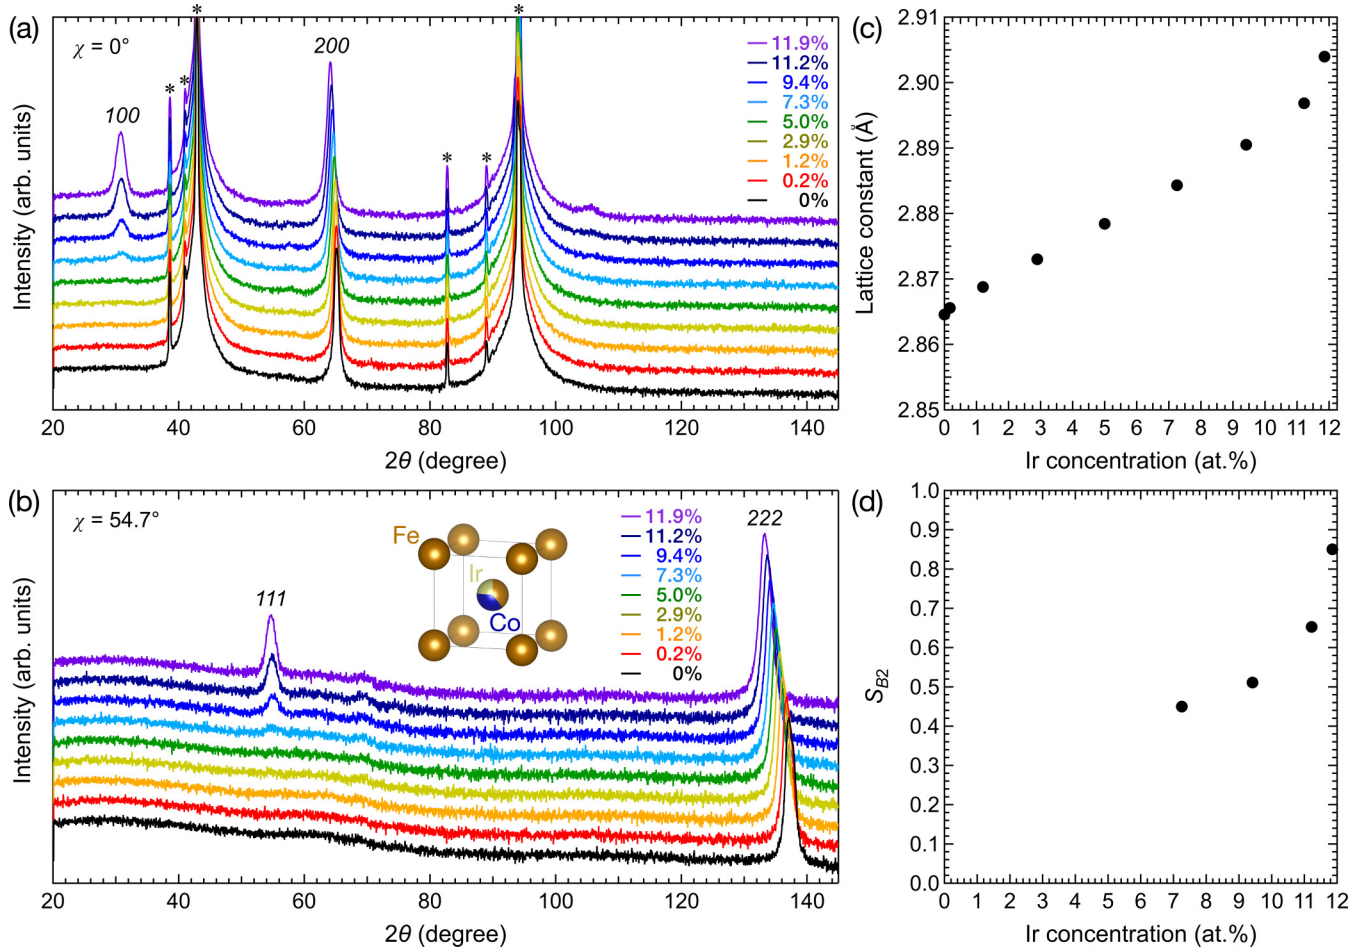 (a)
χ = 0°
100
*
*
*
200
*
*
*
11.9%
11.2%
9.4%
7.3%
5.0%
2.9%
1.2%
0.2%
0%
Intensity (arb. units)
20 40 60 80 100 120 140
2θ (degree)
(c)
2.91
2.90
2.89
2.88
2.87
2.86
2.85
Lattice constant (Å)
0 1 2 3 4 5 6 7 8 9 10 11 12
Ir concentration (at.%)
(b)
χ = 54.7°
111
Fe
Ir
Co
222
11.9%
11.2%
9.4%
7.3%
5.0%
2.9%
1.2%
0.2%
0%
Intensity (arb. units)
20 40 60 80 100 120 140
2θ (degree)
(d)
1.0
0.9
0.8
0.7
0.6
0.5
0.4
0.3
0.2
0.1
0.0
S_B2
0 1 2 3 4 5 6 7 8 9 10 11 12
Ir concentration (at.%)